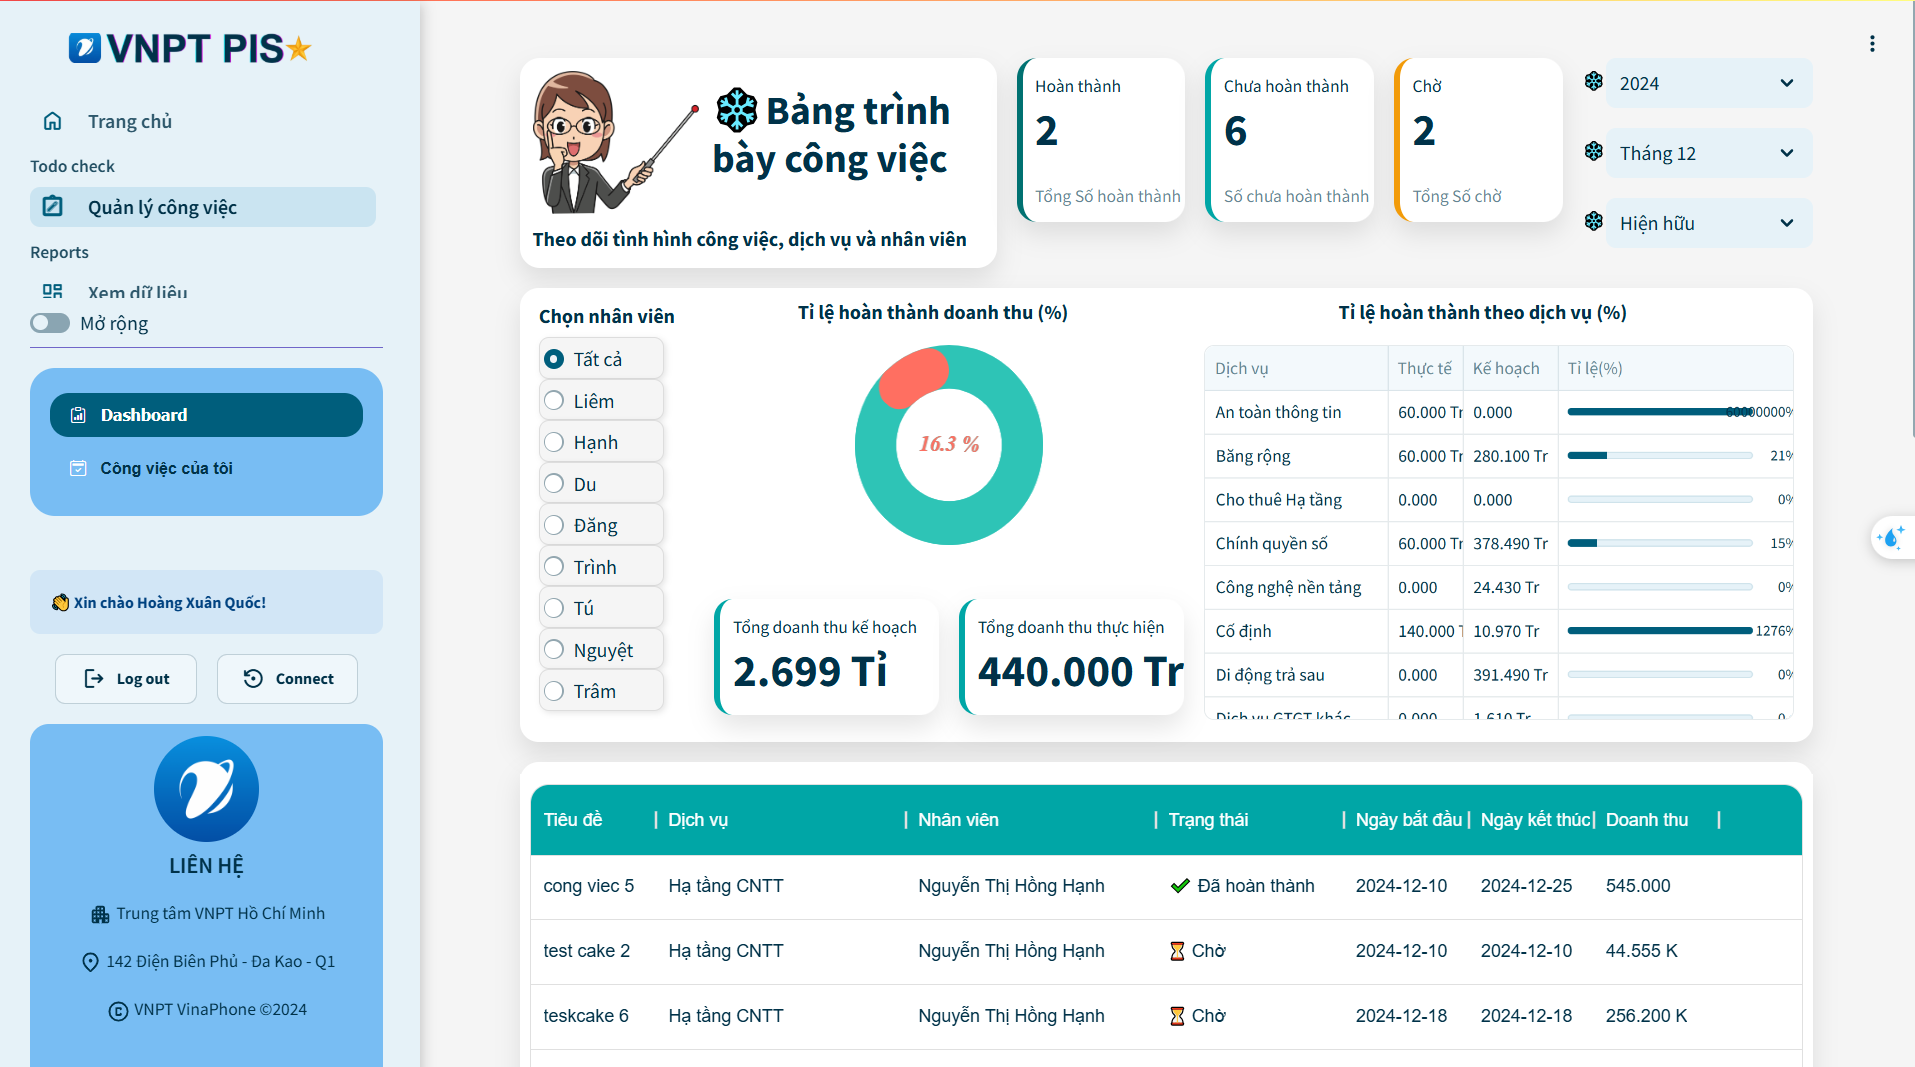 VNPT PIS
Trang chủ
Todo check
Quản lý công việc
Reports
Xem dữ liệu
Mở rộng
Dashboard
Công việc của tôi
Xin chào Hoàng Xuân Quốc!
Log out
Connect
LIÊN HỆ
Trung tâm VNPT Hồ Chí Minh
142 Điện Biên Phủ - Đa Kao - Q1
VNPT VinaPhone ©2024
Bảng trình
bày công việc
Theo dõi tình hình công việc, dịch vụ và nhân viên
Hoàn thành
2
Tổng Số hoàn thành
Chưa hoàn thành
6
Số chưa hoàn thành
Chờ
2
Tổng Số chờ
2024
Tháng 12
Hiện hữu
Chọn nhân viên
Tất cả
Liêm
Hạnh
Du
Đăng
Trình
Tú
Nguyệt
Trâm
Tỉ lệ hoàn thành doanh thu (%)
16.3 %
Tổng doanh thu kế hoạch
2.699 Tỉ
Tổng doanh thu thực hiện
440.000 Tr
Tỉ lệ hoàn thành theo dịch vụ (%)
Dịch vụ Thực tế Kế hoạch Tỉ lệ(%)
An toàn thông tin 60.000 Tr 0.000 60000000%
Băng rộng 60.000 Tr 280.100 Tr 21%
Cho thuê Hạ tầng 0.000 0.000 0%
Chính quyền số 60.000 Tr 378.490 Tr 15%
Công nghệ nền tảng 0.000 24.430 Tr 0%
Cố định 140.000 T 10.970 Tr 1276%
Di động trả sau 0.000 391.490 Tr 0%
Dịch vụ GTGT khác 0.000 1.610 Tr 0
Tiêu đề | Dịch vụ | Nhân viên | Trạng thái | Ngày bắt đầu | Ngày kết thúc | Doanh thu |
cong viec 5 Hạ tầng CNTT Nguyễn Thị Hồng Hạnh Đã hoàn thành 2024-12-10 2024-12-25 545.000
test cake 2 Hạ tầng CNTT Nguyễn Thị Hồng Hạnh Chờ 2024-12-10 2024-12-10 44.555 K
teskcake 6 Hạ tầng CNTT Nguyễn Thị Hồng Hạnh Chờ 2024-12-18 2024-12-18 256.200 K